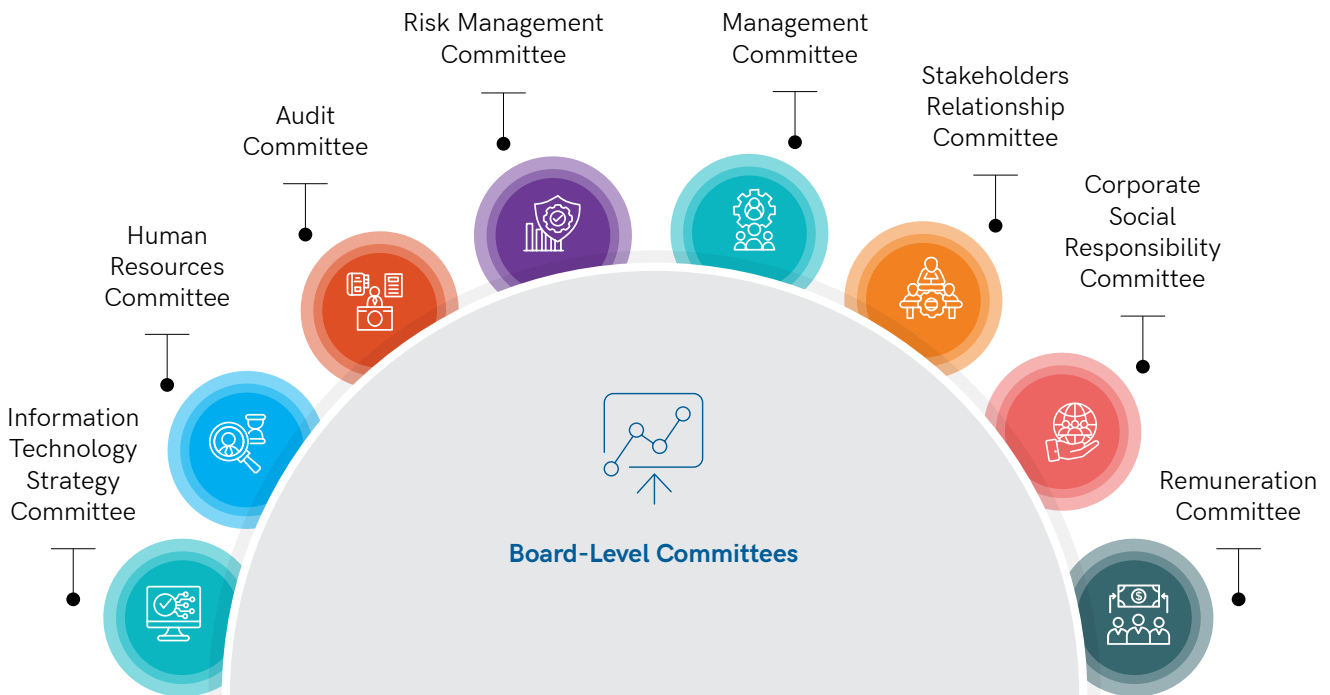 Risk Management
Committee
Management
Committee
Stakeholders
Relationship
Committee
Audit
Committee
Corporate
Social
Responsibility
Committee
Human
Resources
Committee
Information
Technology
Strategy
Committee
Remuneration
Committee
Board-Level Committees